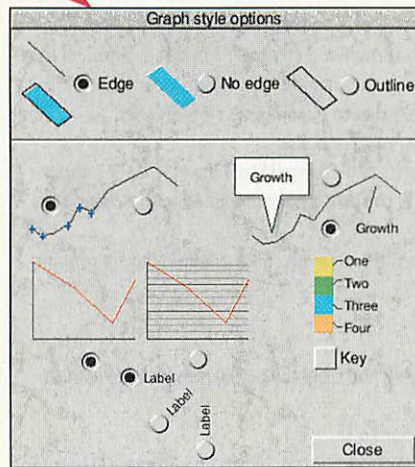 Graph style options
Edge
No edge
Outline
Growth
Growth
One
Two
Three
Four
Key
Label
Label
Label
Close